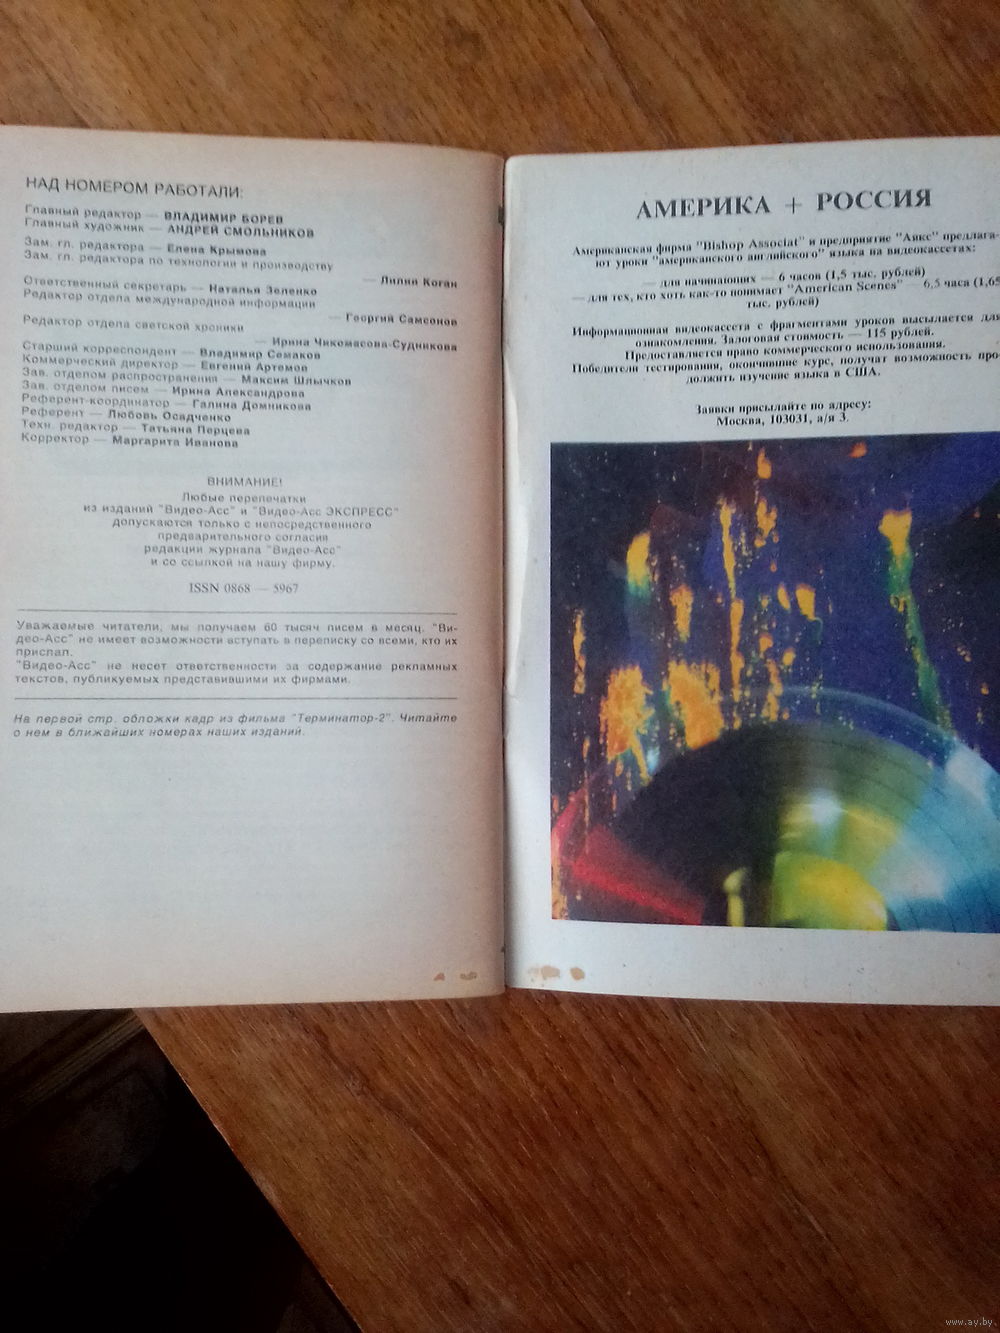 НАД НОМЕРОМ РАБОТАЛИ:
Главный редактор — ВЛАДИМИР БОРЕВ
Главный художник — АНДРЕЙ СМОЛЬНИКОВ
Зам. гл. редактора — Елена Крымова
Зам. гл. редактора по технологии и производству
— Лилия Коган
Ответственный секретарь — Наталья Зеленко
Редактор отдела международной информации
— Георгий Самсонов
Редактор отдела светской хроники
— Ирина Чикомасова-Судникова
Старший корреспондент — Владимир Семаков
Коммерческий директор — Евгений Артемов
Зав. отделом распространения — Максим Шлычков
Зав. отделом писем — Ирина Александрова
Референт-координатор — Галина Домникова
Референт — Любовь Осадченко
Техн. редактор — Татьяна Перцева
Корректор — Маргарита Иванова
ВНИМАНИЕ!
Любые перепечатки
из изданий "Видео-Асс" и "Видео-Асс ЭКСПРЕСС"
допускаются только с непосредственного
предварительного согласия
редакции журнала "Видео-Асс"
и со ссылкой на нашу фирму.
ISSN 0868 — 5967
Уважаемые читатели, мы получаем 60 тысяч писем в месяц. "Ви-
део-Асс" не имеет возможности вступать в переписку со всеми, кто их
прислал.
"Видео-Асс" не несет ответственности за содержание рекламных
текстов, публикуемых представившими их фирмами.
На первой стр. обложки кадр из фильма "Терминатор-2". Читайте
о нем в ближайших номерах наших изданий.
АМЕРИКА + РОССИЯ
Американская фирма "Bishop Associat" и предприятие "Аякс" предлага-
ют уроки "американского английского" языка на видеокассетах:
— для начинающих — 6 часов (1,5 тыс. рублей)
— для тех, кто хоть как-то понимает "American Scenes" — 6,5 часа (1,65
тыс. рублей)
Информационная видеокассета с фрагментами уроков высылается для
ознакомления. Залоговая стоимость — 115 рублей.
Предоставляется право коммерческого использования.
Победители тестирования, окончившие курс, получат возможность про-
должить изучение языка в США.
Заявки присылайте по адресу:
Москва, 103031, а/я 3.
www.ay.by